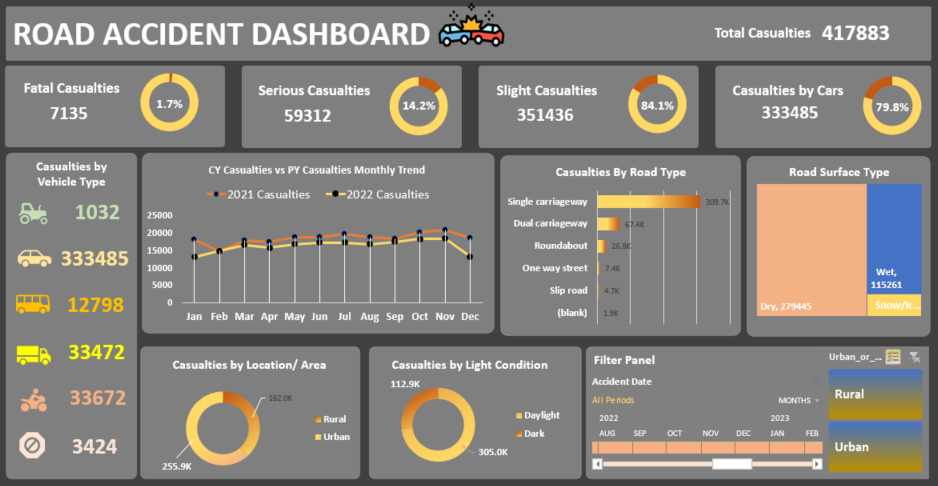 ROAD ACCIDENT DASHBOARD
Total Casualties 417883
Fatal Casualties
7135
1.7%
Serious Casualties
59312
14.2%
Slight Casualties
351436
84.1%
Casualties by Cars
333485
79.8%
Casualties by
Vehicle Type
1032
333485
12798
33472
33672
3424
CY Casualties vs PY Casualties Monthly Trend
2021 Casualties 2022 Casualties
25000
20000
15000
10000
5000
0
Jan Feb Mar Apr May Jun Jul Aug Sep Oct Nov Dec
Casualties By Road Type
Single carriageway 309.7K
Dual carriageway 67.4K
Roundabout 26.8K
One way street 7.4K
Slip road 4.7K
(blank) 1.9K
Road Surface Type
Dry, 279445
Wet,
115261
Snow/Ic...
Casualties by Location/ Area
162.0K
Rural
Urban
255.9K
Casualties by Light Condition
112.9K
Daylight
Dark
305.0K
Filter Panel
Accident Date
All Periods MONTHS
2022 2023
AUG SEP OCT NOV DEC JAN FEB
Urban_or_...
Rural
Urban